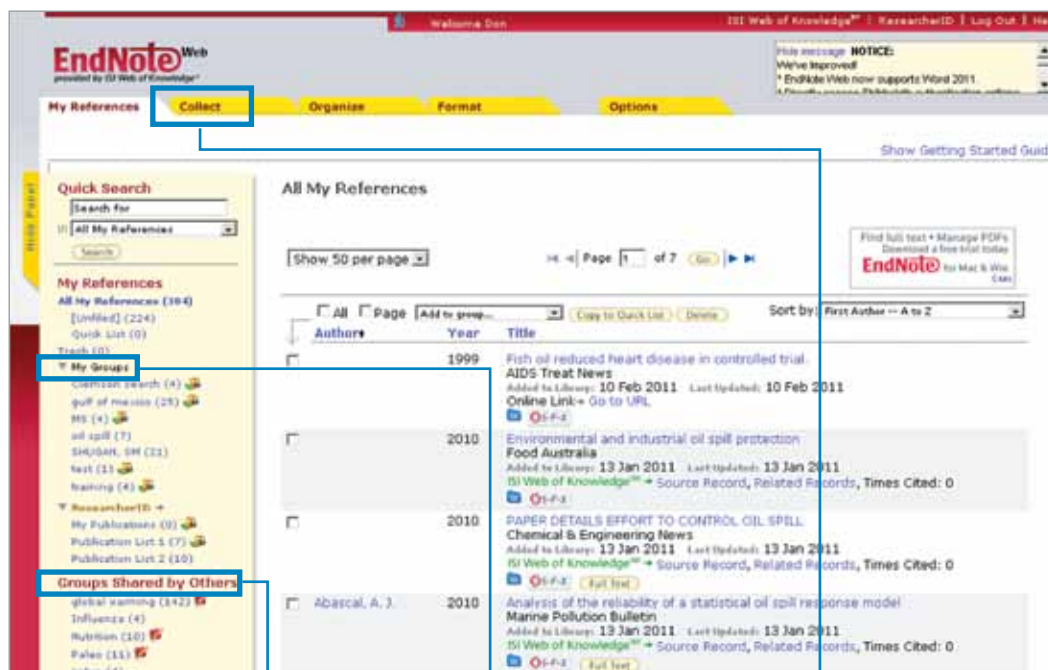 Welcome Don
ISI Web of Knowledge℠ | ResearcherID | Log Out | He
EndNote Web
provided by ISI Web of Knowledge℠
Hide message NOTICE:
We've Improved!
* EndNote Web now supports Word 2011.
My References Collect Organize Format Options
Show Getting Started Guid
Hide Panel
Quick Search
Search for
in All My References
Search
My References
All My References (304)
[Unfiled] (224)
Quick List (0)
Trash (0)
▼ My Groups
Clemson search (4)
gulf of mexico (25)
MS (4)
oil spill (7)
SHUGAN, SM (21)
test (1)
training (4)
▼ ResearcherID
My Publications (0)
Publication List 1 (7)
Publication List 2 (10)
Groups Shared by Others
global warming (142)
Influenza (4)
Nutrition (10)
Paleo (11)
All My References
Show 50 per page
Page 1 of 7 Go
Find full text • Manage PDFs
Download a free trial today
EndNote for Mac & Win
All Page Add to group... Copy to Quick List Delete Sort by: First Author -- A to Z
Author Year Title
1999 Fish oil reduced heart disease in controlled trial.
AIDS Treat News
Added to Library: 10 Feb 2011 Last Updated: 10 Feb 2011
Online Link→ Go to URL
2010 Environmental and industrial oil spill protection
Food Australia
Added to Library: 13 Jan 2011 Last Updated: 13 Jan 2011
ISI Web of Knowledge℠ → Source Record, Related Records, Times Cited: 0
2010 PAPER DETAILS EFFORT TO CONTROL OIL SPILL
Chemical & Engineering News
Added to Library: 13 Jan 2011 Last Updated: 13 Jan 2011
ISI Web of Knowledge℠ → Source Record, Related Records, Times Cited: 0
Full Text
Abascal, A. J. 2010 Analysis of the reliability of a statistical oil spill response model
Marine Pollution Bulletin
Added to Library: 13 Jan 2011 Last Updated: 13 Jan 2011
ISI Web of Knowledge℠ → Source Record, Related Records, Times Cited: 0
Full Text